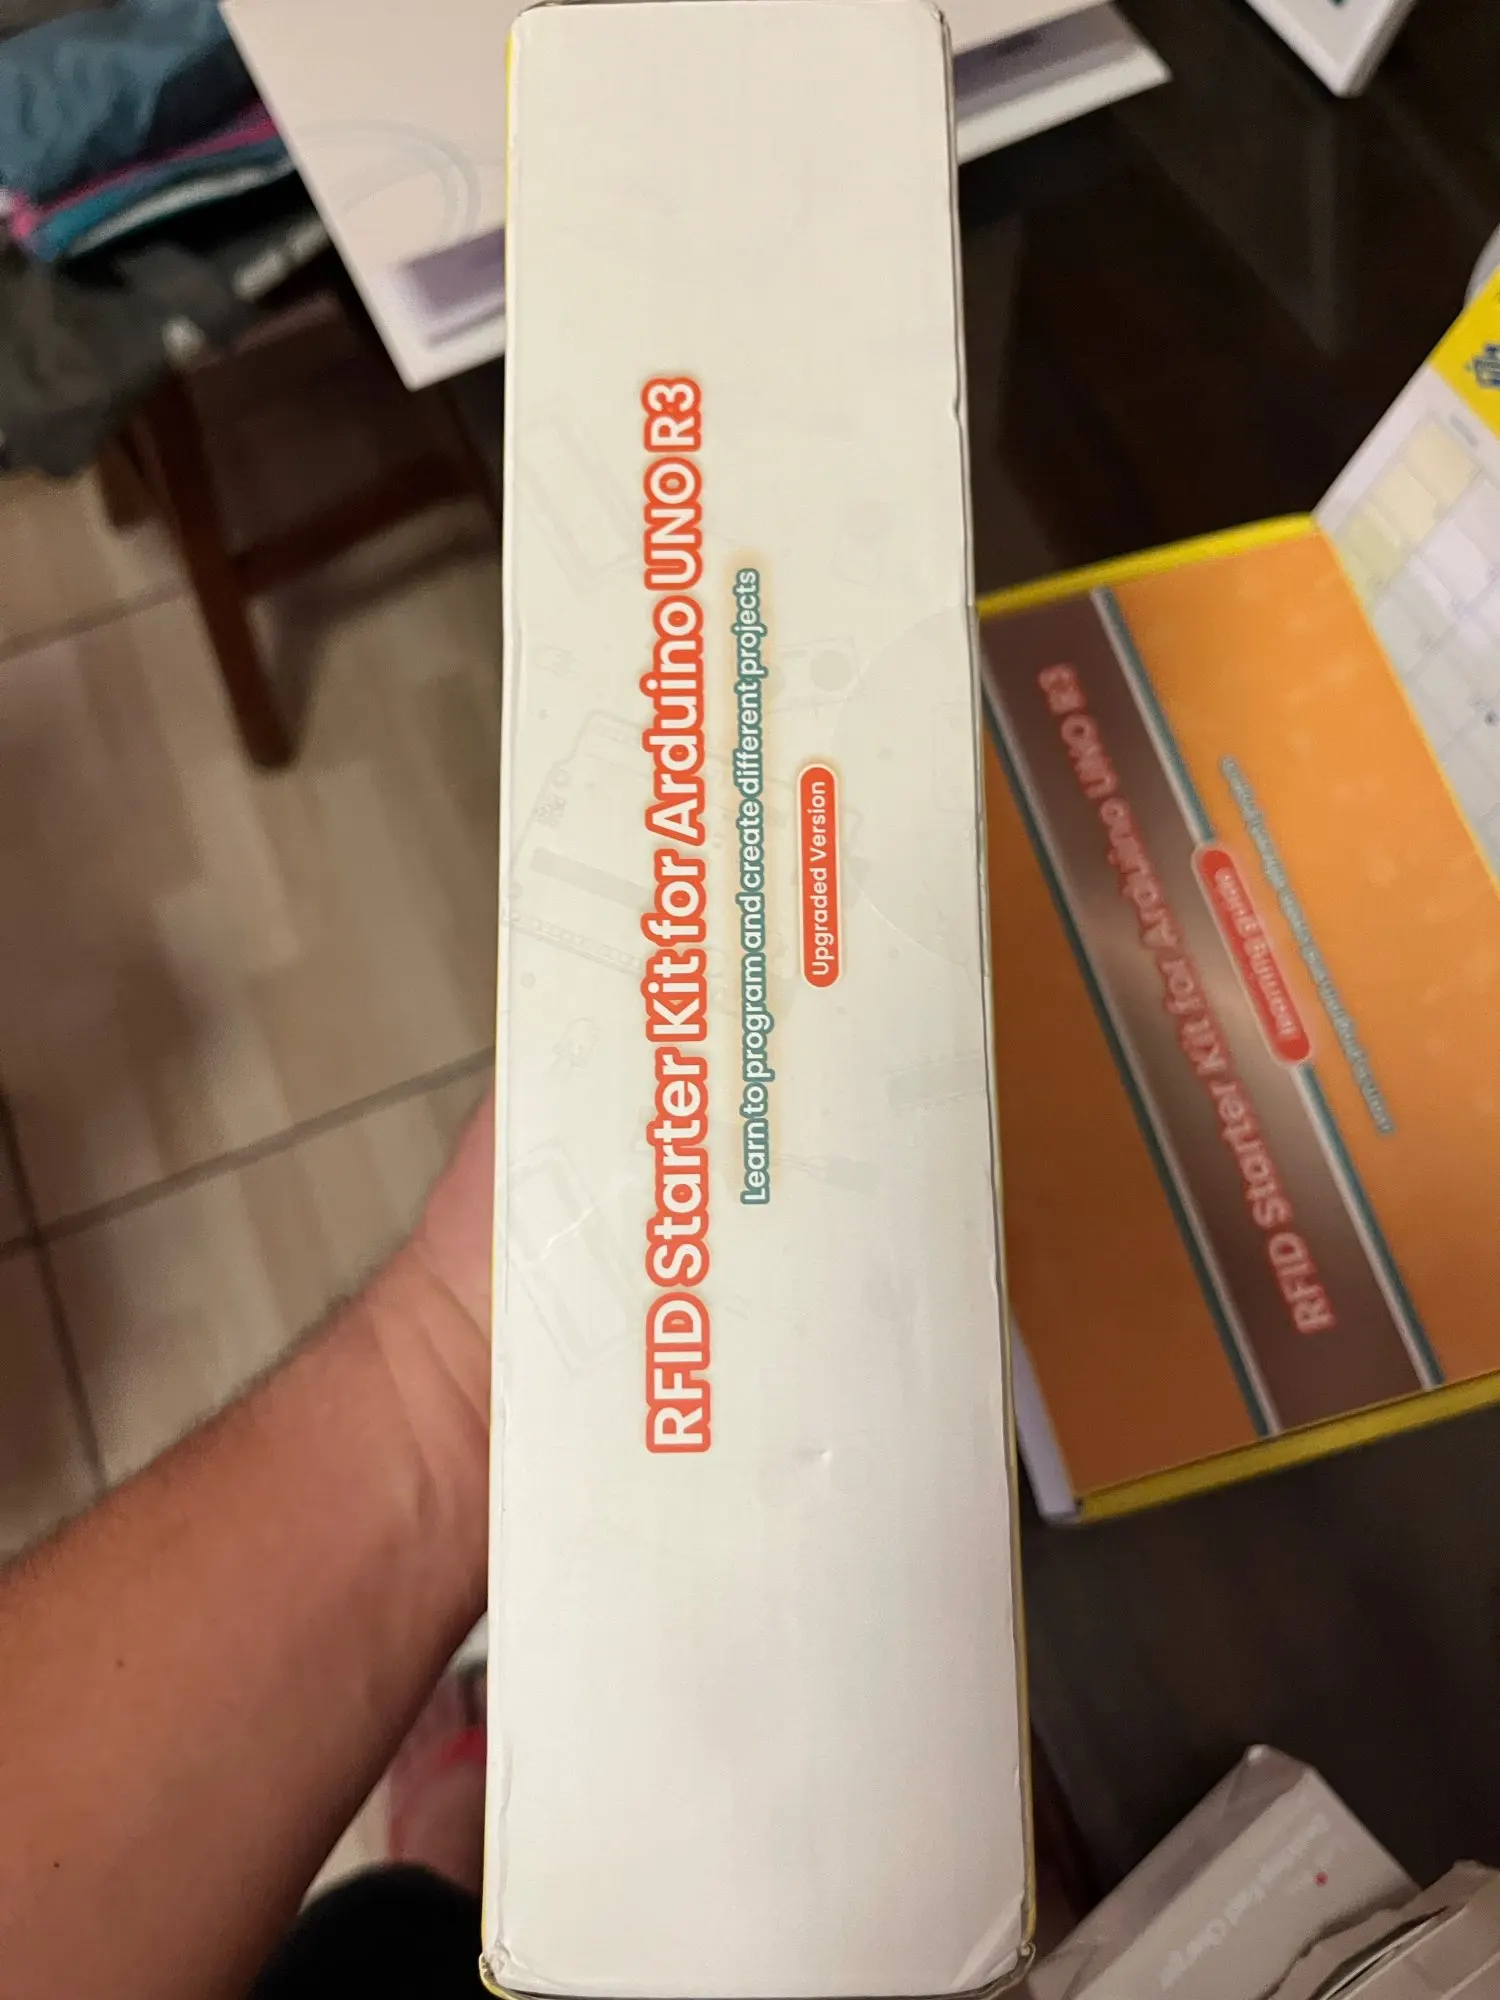 RFID Starter Kit for Arduino UNO R3
Learn to program and create different projects
Upgraded Version
RFID Starter Kit for Arduino UNO R3